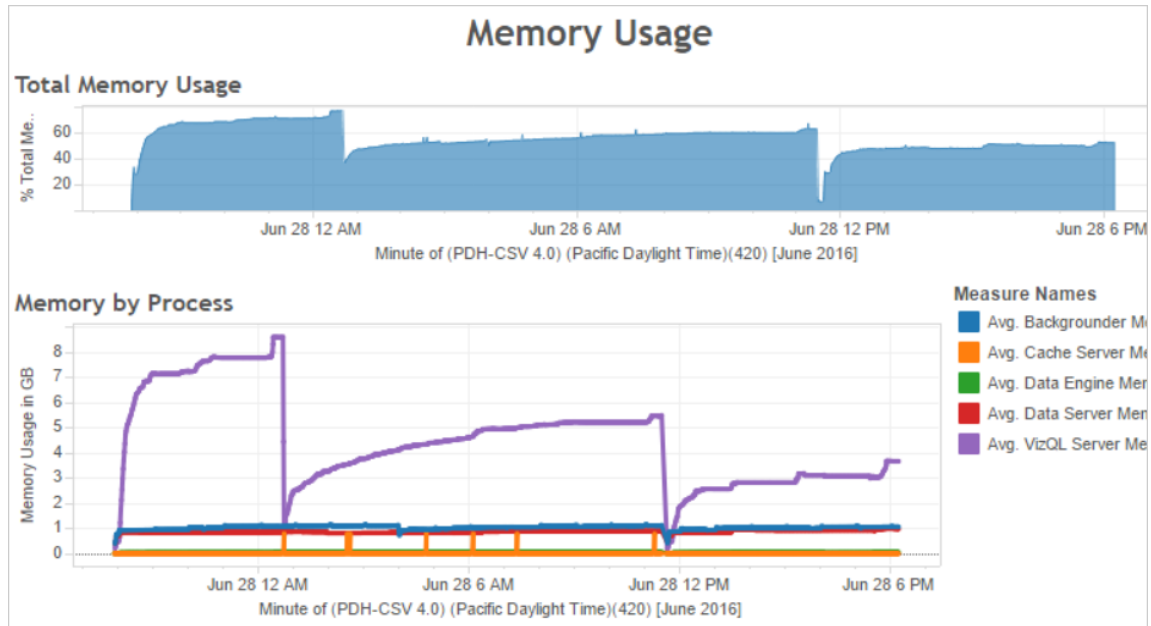 Memory Usage
Total Memory Usage
% Total Me..
60
40
20
Jun 28 12 AM
Jun 28 6 AM
Jun 28 12 PM
Jun 28 6 PM
Minute of (PDH-CSV 4.0) (Pacific Daylight Time)(420) [June 2016]
Memory by Process
Memory Usage in GB
8
7
6
5
4
3
2
1
0
Jun 28 12 AM
Jun 28 6 AM
Jun 28 12 PM
Jun 28 6 PM
Minute of (PDH-CSV 4.0) (Pacific Daylight Time)(420) [June 2016]
Measure Names
Avg. Backgrounder Me
Avg. Cache Server Me
Avg. Data Engine Mer
Avg. Data Server Mer
Avg. VizQL Server Me